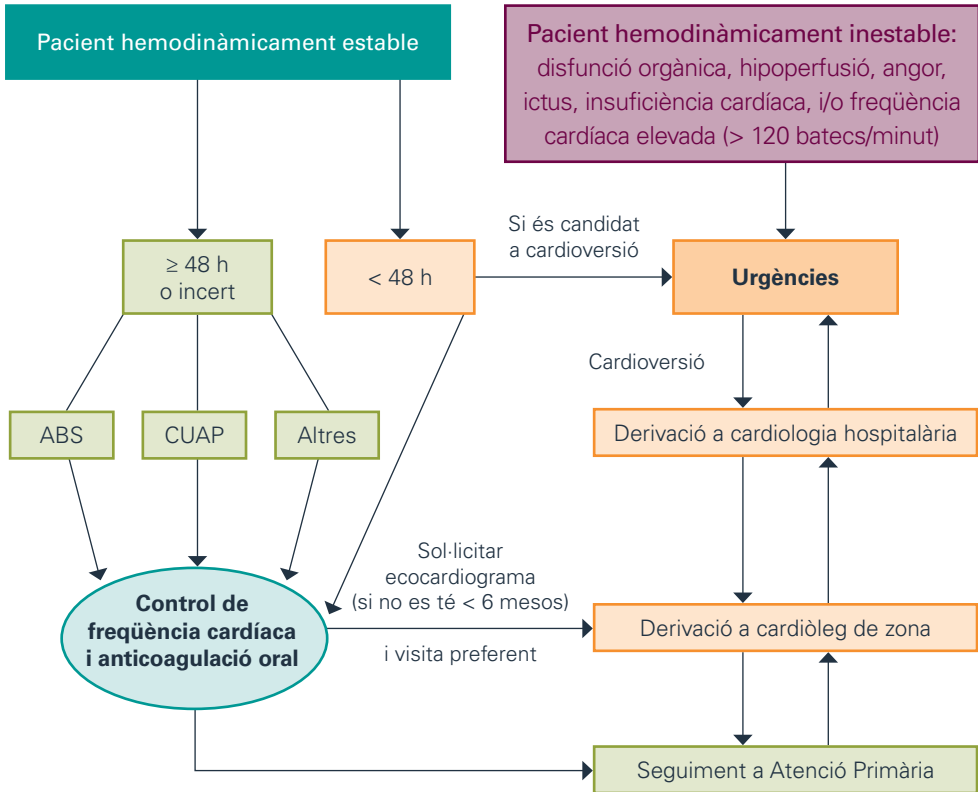 Pacient hemodinàmicament estable
Pacient hemodinàmicament inestable:
disfunció orgànica, hipoperfusió, angor,
ictus, insuficiència cardíaca, i/o freqüència
cardíaca elevada (> 120 batecs/minut)
≥ 48 h
o incert
< 48 h
Si és candidat
a cardioversió
Urgències
Cardioversió
ABS
CUAP
Altres
Derivació a cardiologia hospitalària
Sol·licitar
ecocardiograma
(si no es té < 6 mesos)
i visita preferent
Control de
freqüència cardíaca
i anticoagulació oral
Derivació a cardiòleg de zona
Seguiment a Atenció Primària